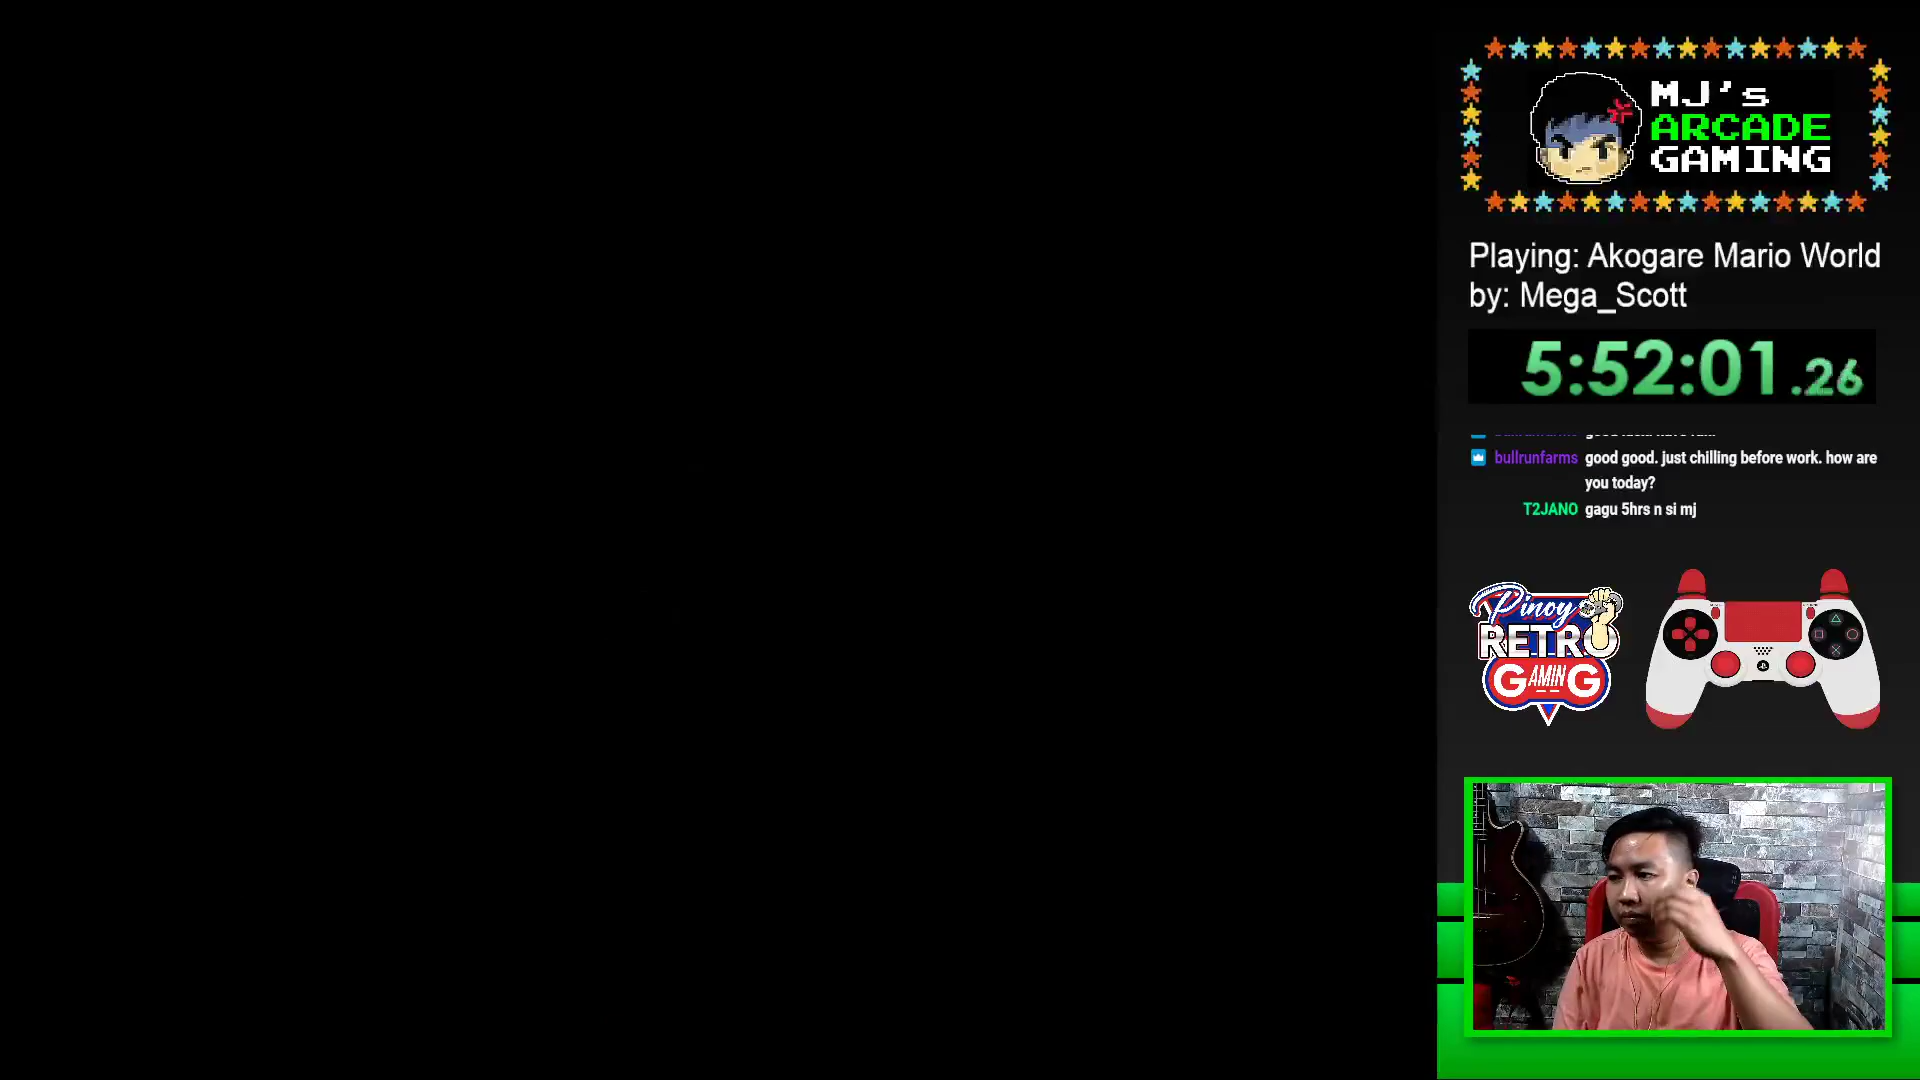 MJ's
ARCADE
GAMING
Playing: Akogare Mario World
by: Mega_Scott
5:52:01.26
bullrunfarms good good. just chilling before work. how are
you today?
T2JANO gagu 5hrs n si mj
Pinoy
RETRO
GAMING